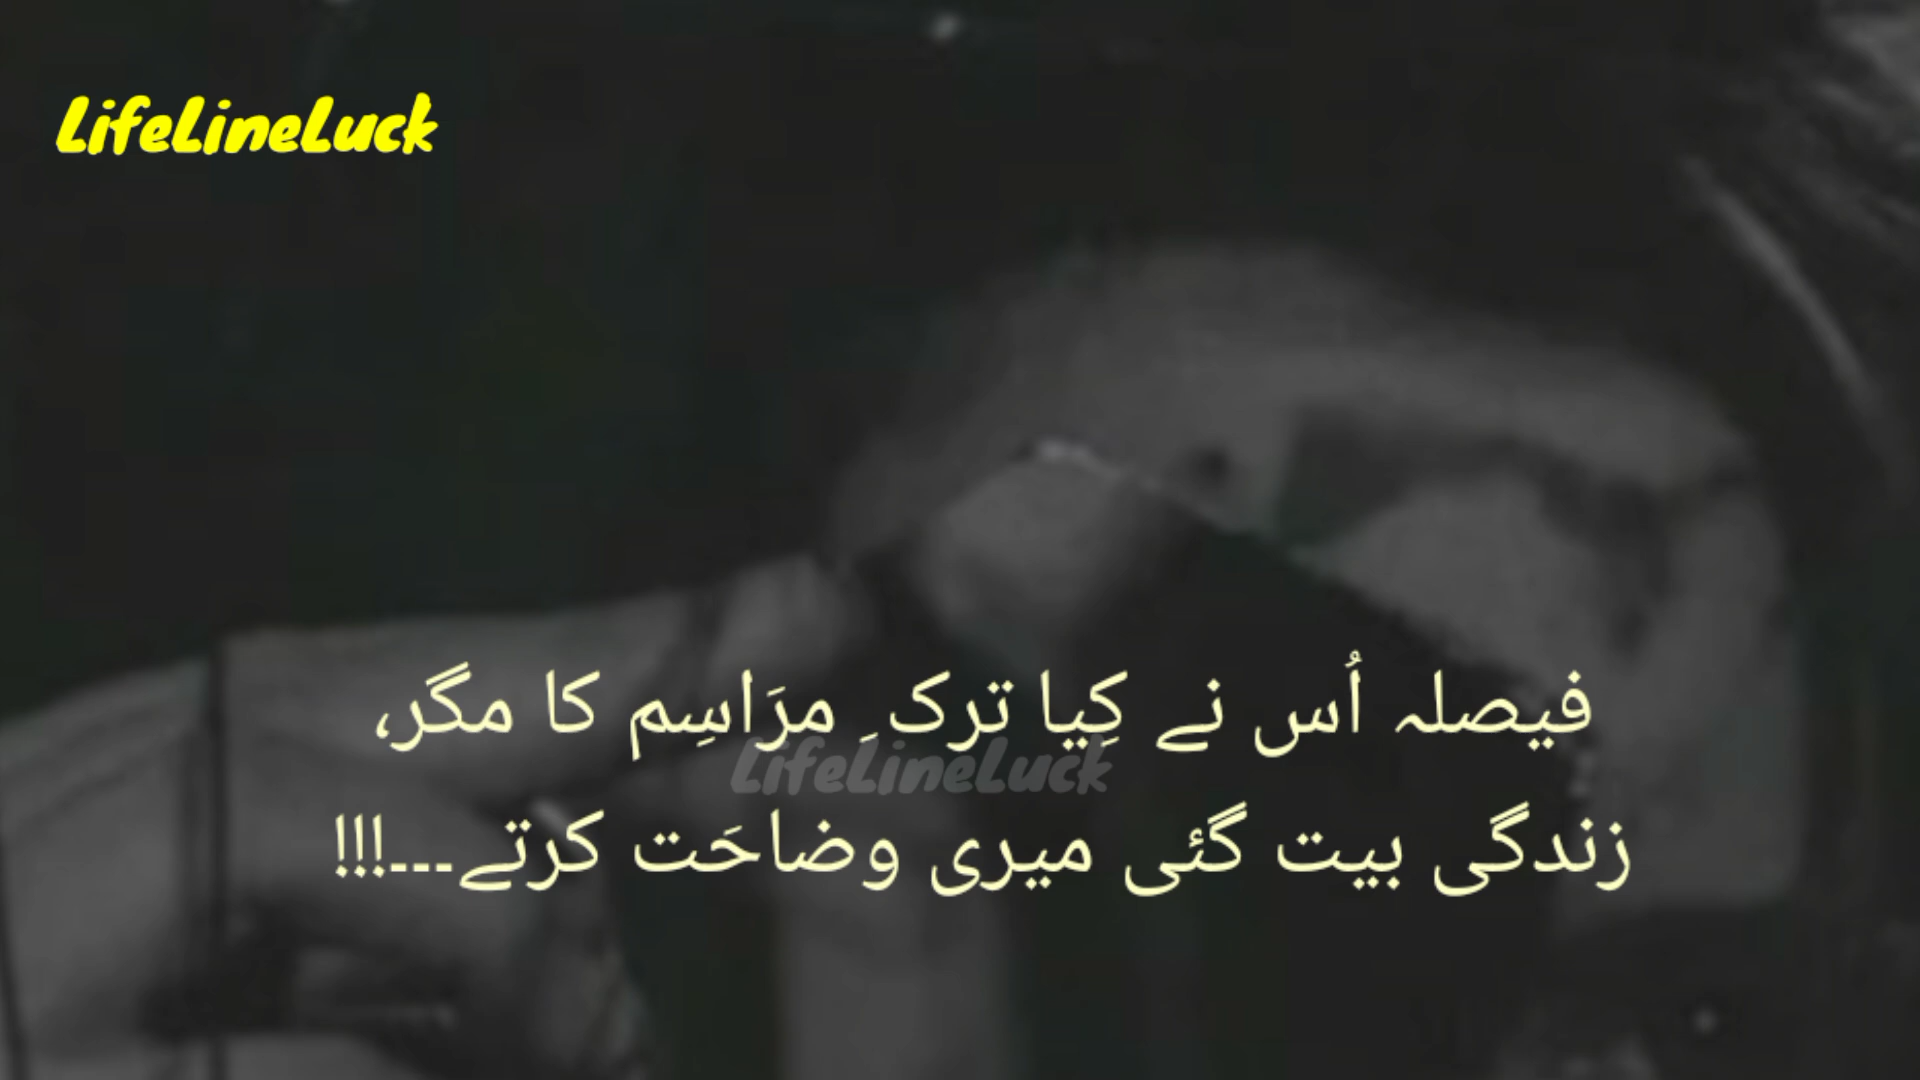 LifeLineLuck
فیصلہ اُس نے کِیا ترک ِ مرَاسِم کا مگر،
LifeLineLuck
زندگی بیت گئی میری وضاحَت کرتے۔۔۔!!!